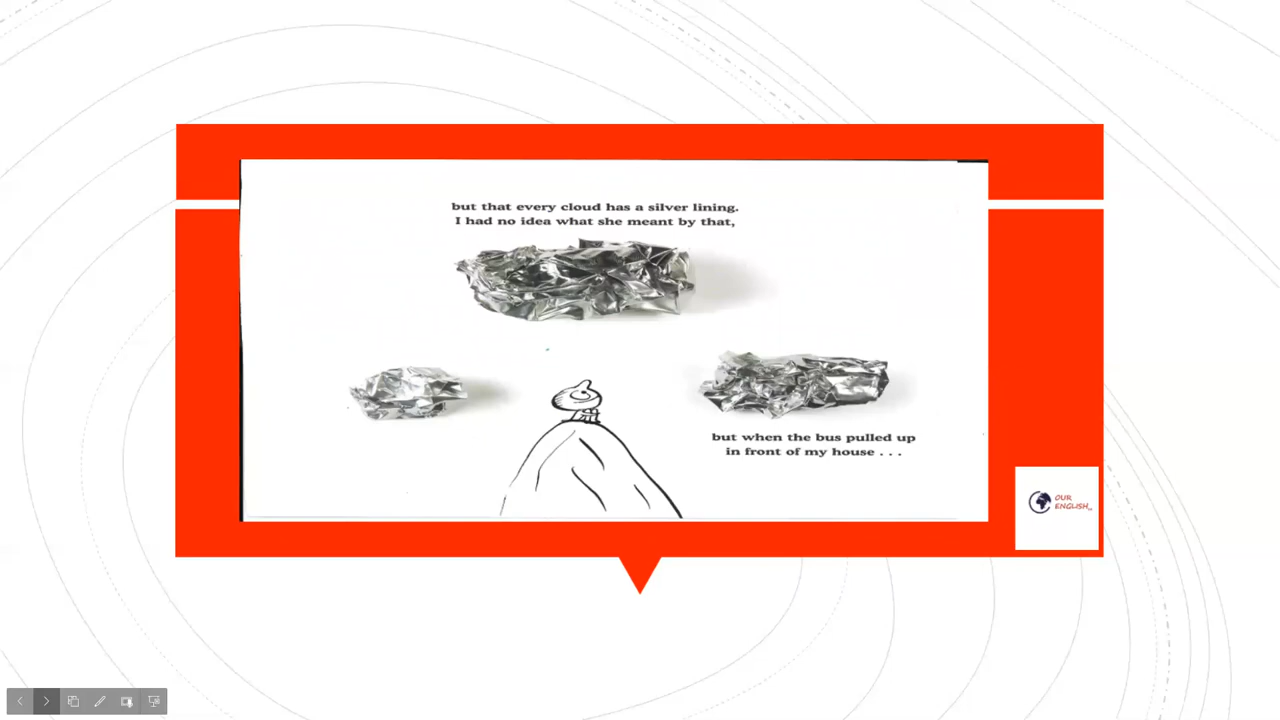 but that every cloud has a silver lining.
I had no idea what she meant by that,
but when the bus pulled up
in front of my house . . .
OUR
ENGLISH